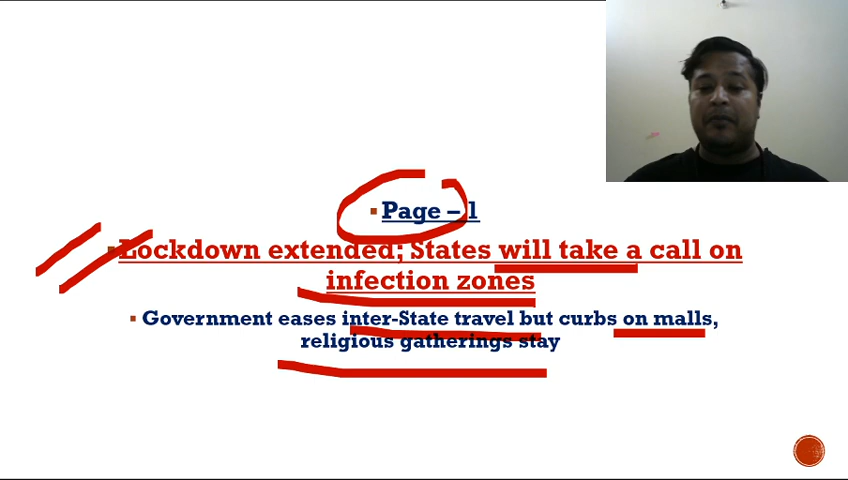 Page – 1
Lockdown extended; States will take a call on
infection zones
Government eases inter-State travel but curbs on malls,
religious gatherings stay